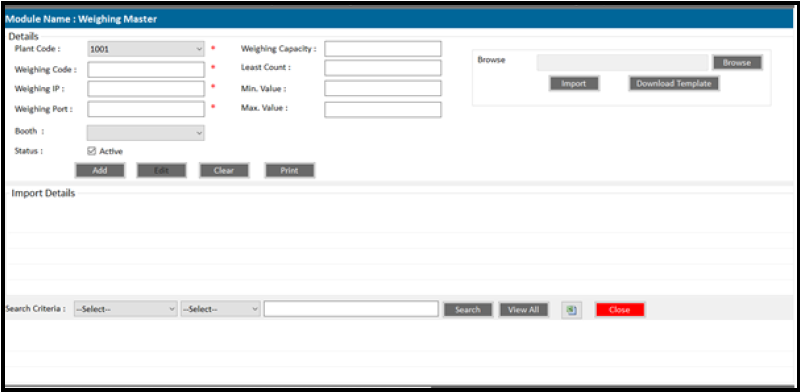 Module Name : Weighing Master
Details
Plant Code : 1001 * Weighing Capacity :
Weighing Code : * Least Count :
Weighing IP : * Min. Value :
Weighing Port : * Max. Value :
Booth :
Status : Active
Add Edit Clear Print
Browse Browse
Import Download Template
Import Details
Search Criteria : --Select-- --Select-- Search View All Close